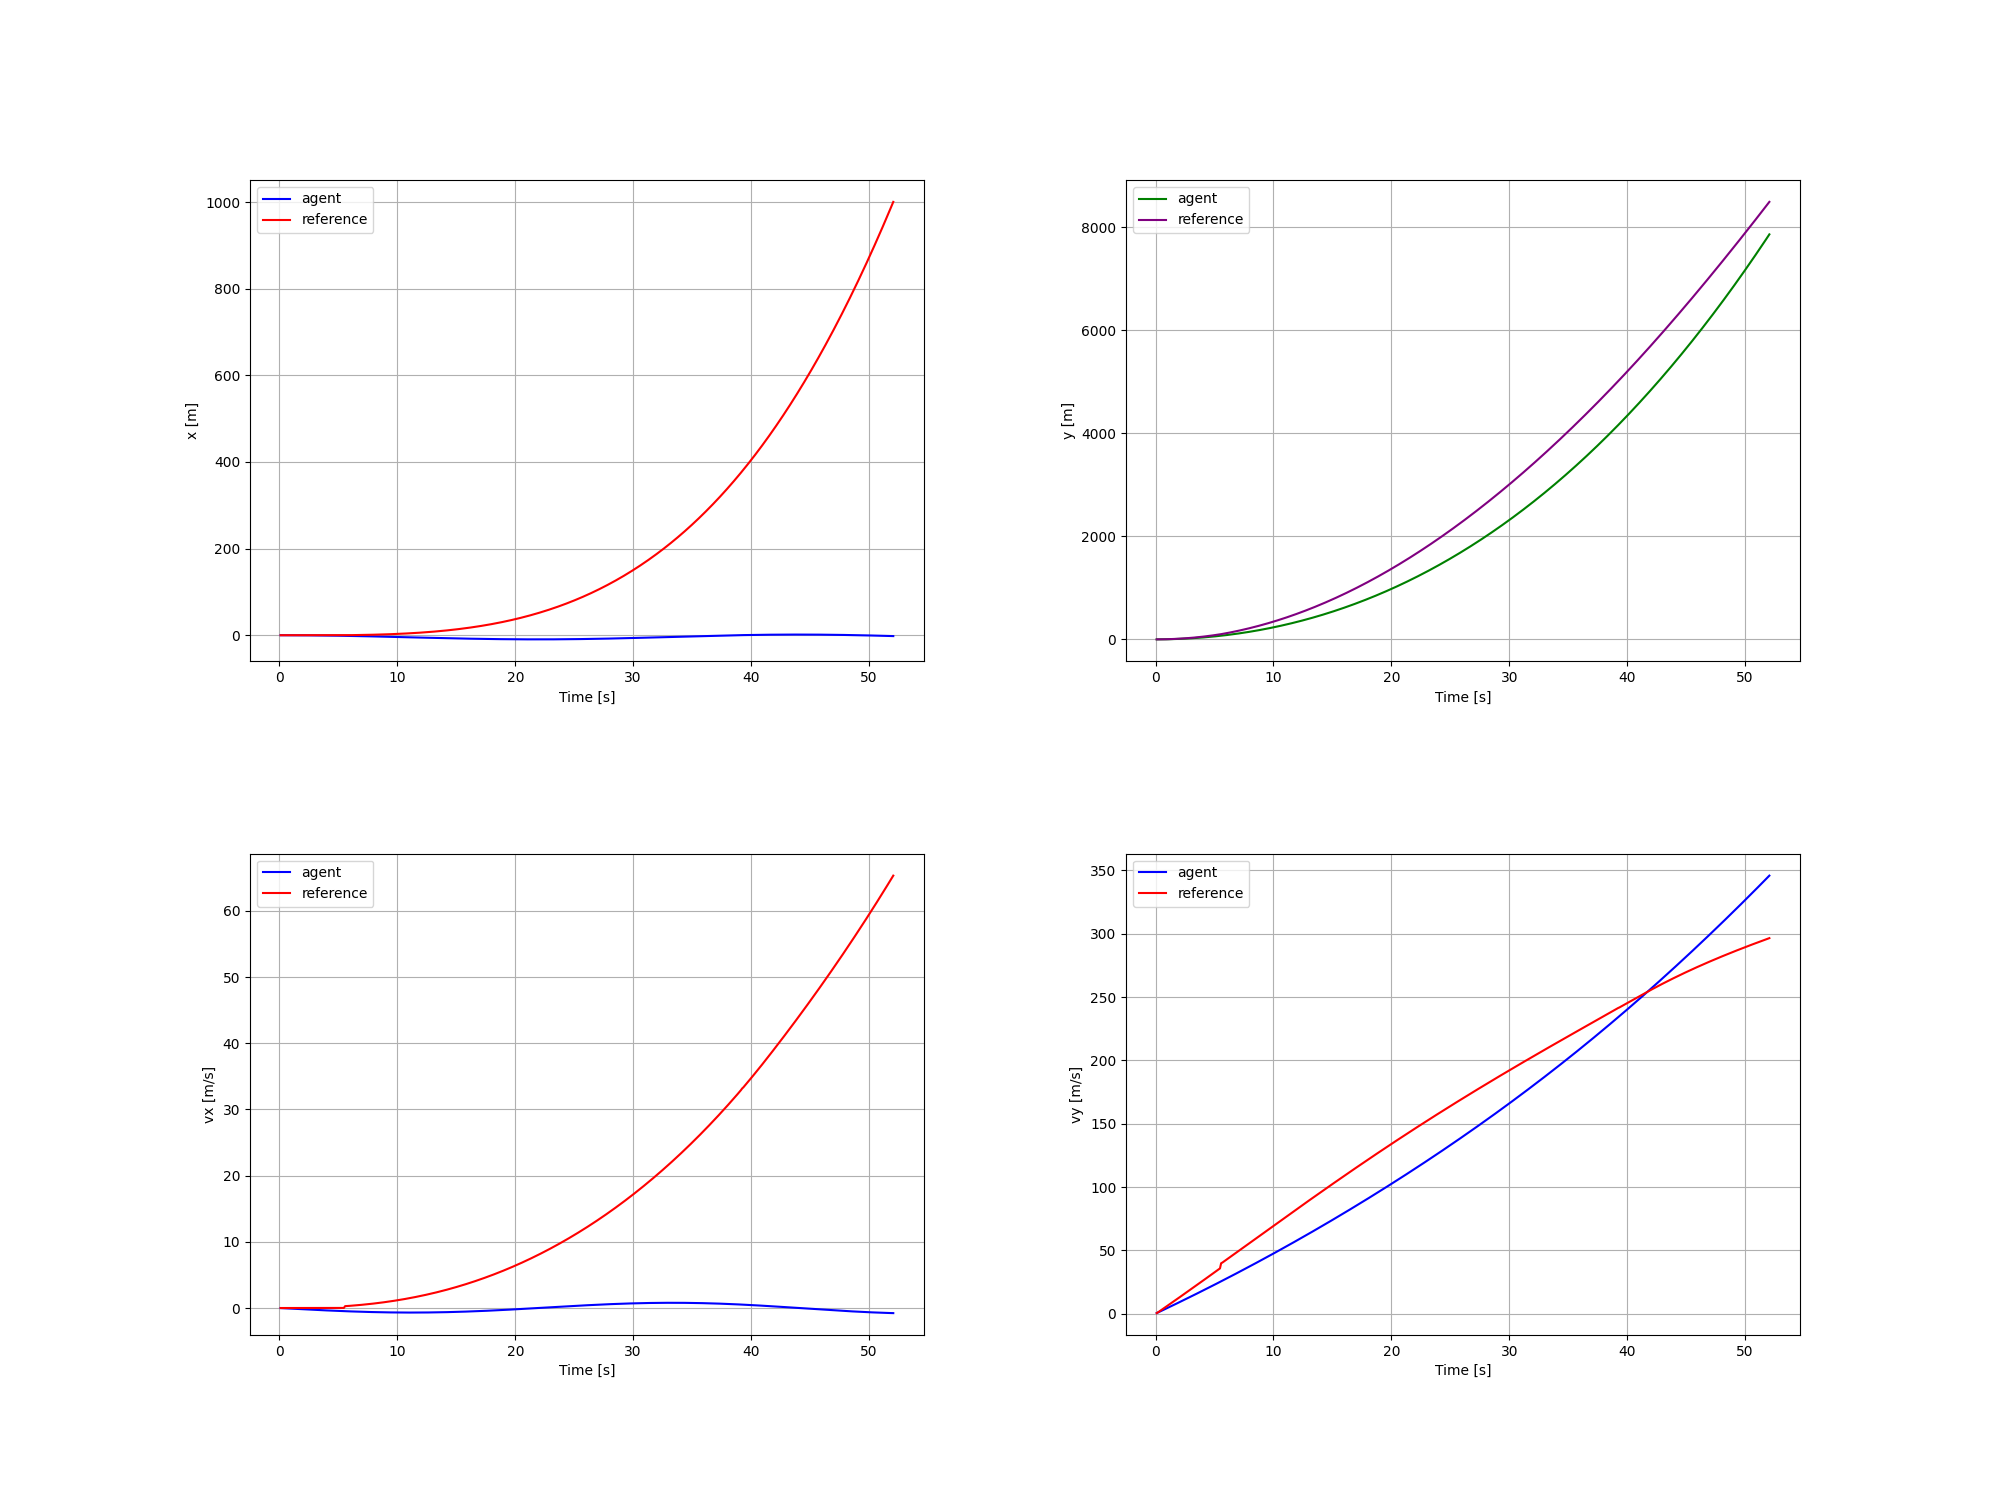 agent
reference
1000
800
600
400
200
0
x [m]
0 10 20 30 40 50
Time [s]
agent
reference
8000
6000
4000
2000
0
y [m]
0 10 20 30 40 50
Time [s]
agent
reference
60
50
40
30
20
10
0
vx [m/s]
0 10 20 30 40 50
Time [s]
agent
reference
350
300
250
200
150
100
50
0
vy [m/s]
0 10 20 30 40 50
Time [s]